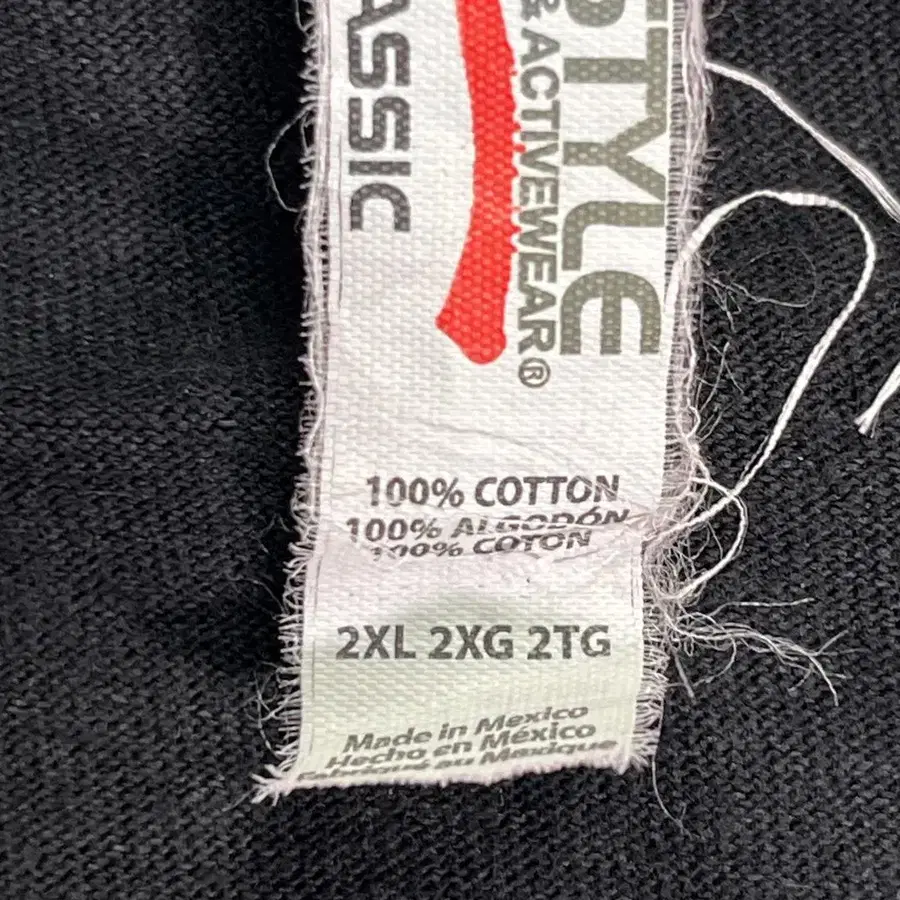 STYLE
& ACTIVEWEAR®
ASSIC
100% COTTON
100% ALGODÓN
100% COTON
2XL 2XG 2TG
Made in Mexico
Hecho en México
Fabriqué au Mexique